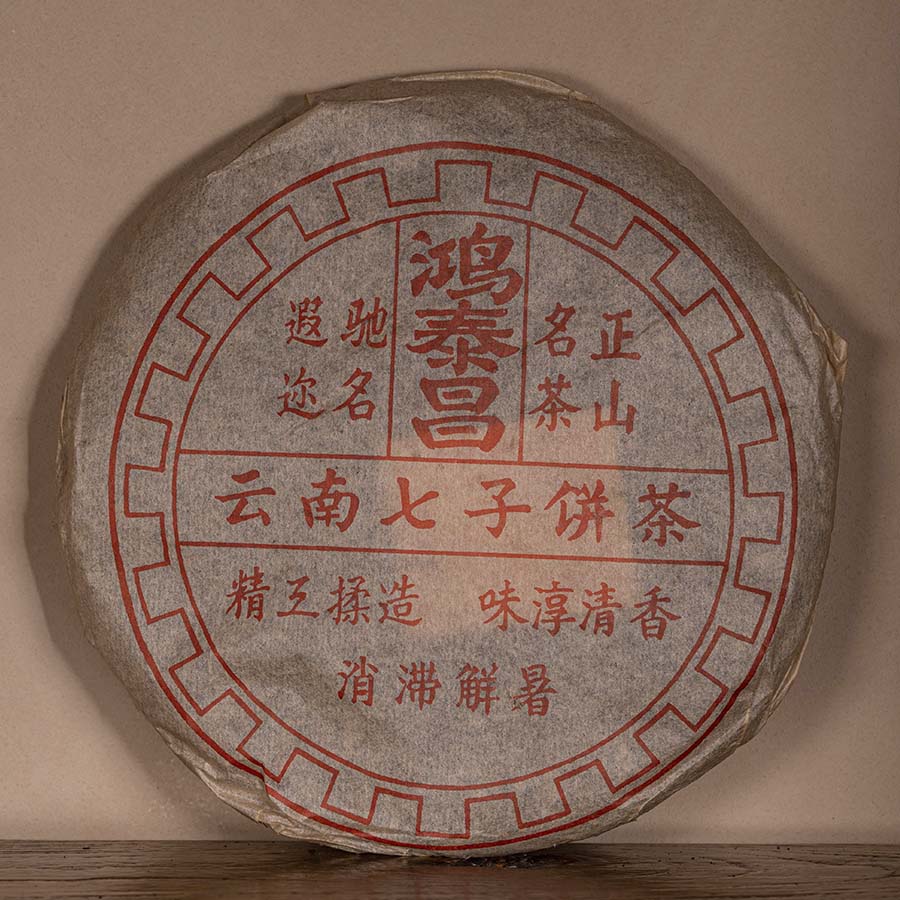 鸿泰昌
正山
名茶
驰名
遐迩
云南七子饼茶
精工揉造 味淳清香
消滞觧暑